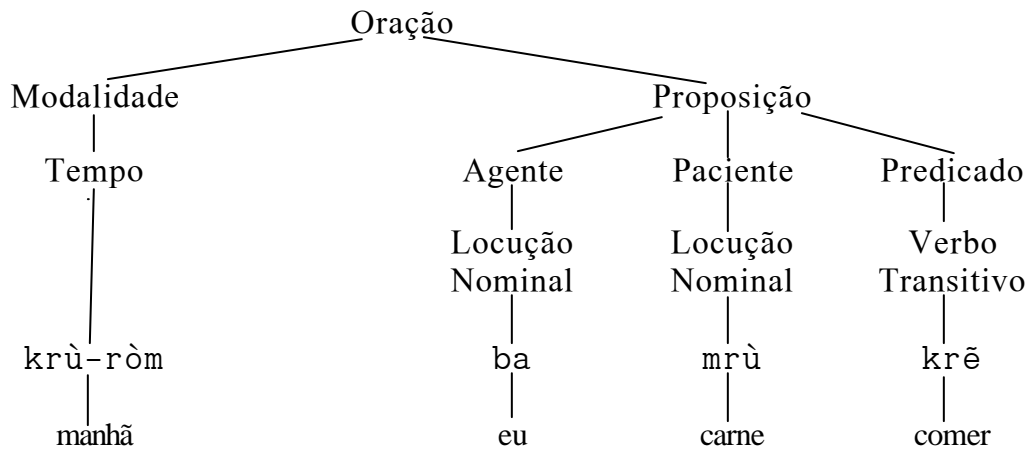 Oração
Modalidade Proposição
Tempo Agente Paciente Predicado
Locução Locução Verbo
Nominal Nominal Transitivo
krù-ròm ba mrù krẽ
manhã eu carne comer